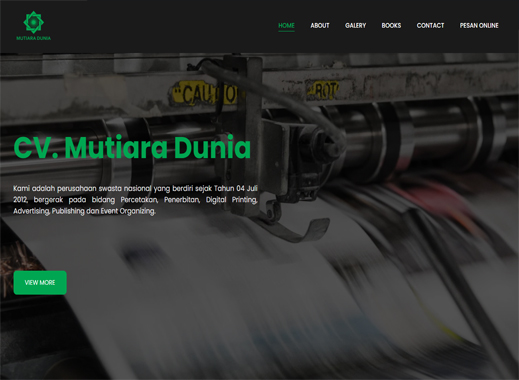 MUTIARA DUNIA
HOME ABOUT GALERY BOOKS CONTACT PESAN ONLINE
"CAUTION
CV. Mutiara Dunia
Kami adalah perusahaan swasta nasional yang berdiri sejak Tahun 04 Juli
2012, bergerak pada bidang Percetakan, Penerbitan, Digital Printing,
Advertising, Publishing dan Event Organizing.
VIEW MORE